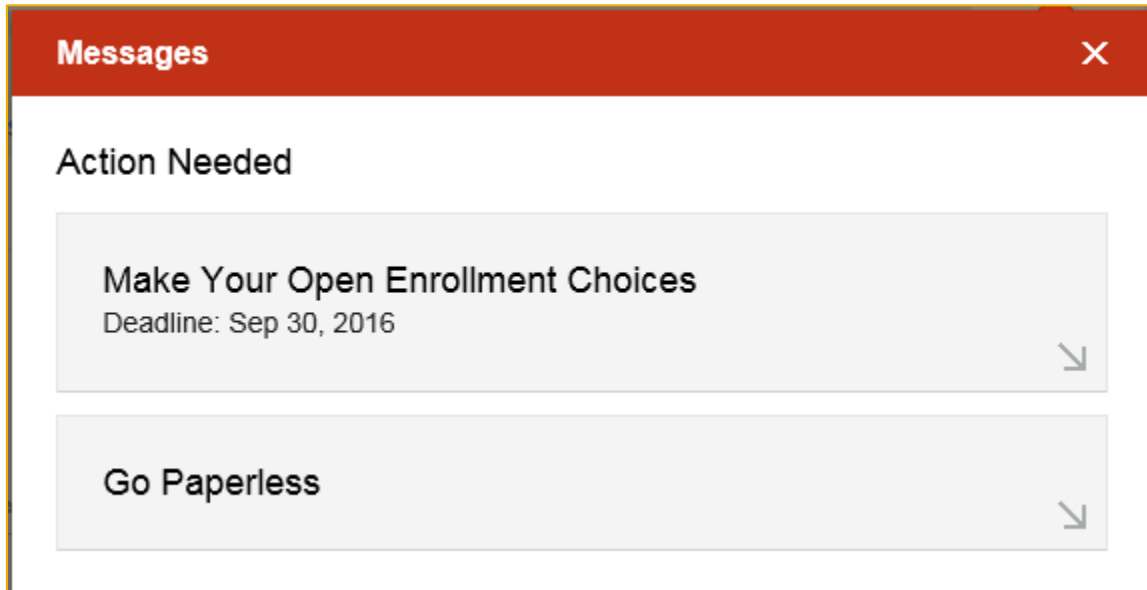 Messages
Action Needed
Make Your Open Enrollment Choices
Deadline: Sep 30, 2016
Go Paperless